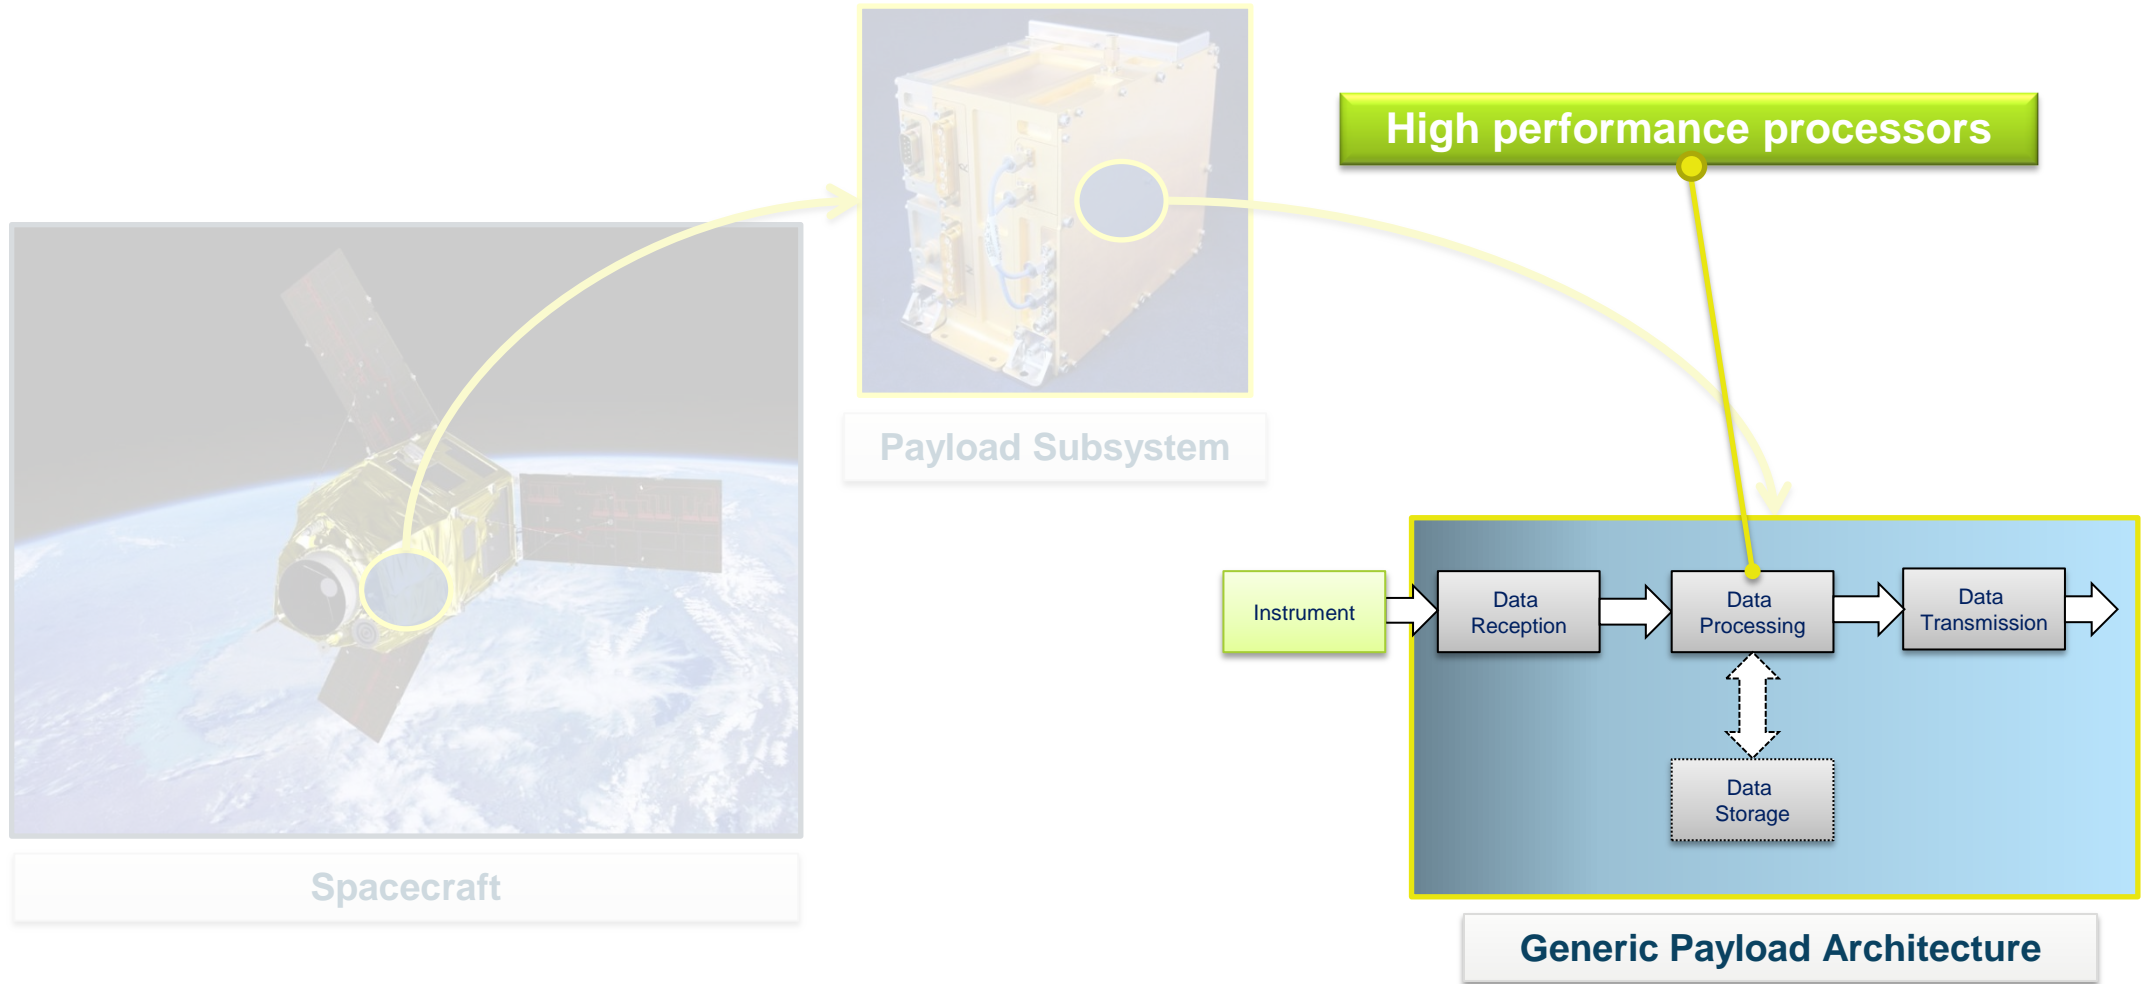 High performance processors
Payload Subsystem
Instrument
Data
Reception
Data
Processing
Data
Transmission
Data
Storage
Spacecraft
Generic Payload Architecture